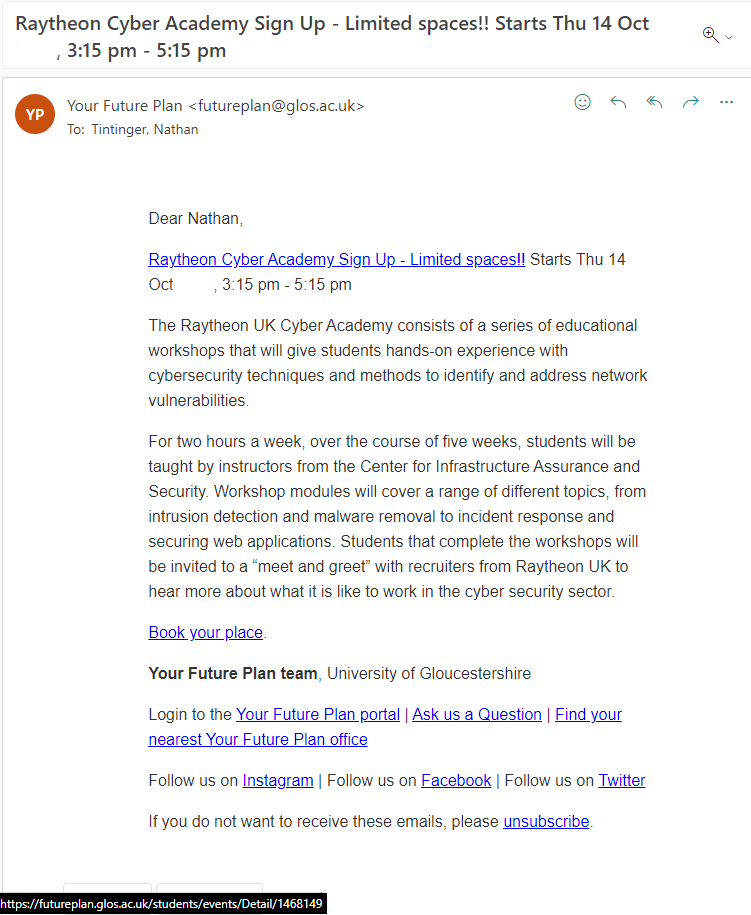 Raytheon Cyber Academy Sign Up - Limited spaces!! Starts Thu 14 Oct
, 3:15 pm - 5:15 pm
YP
Your Future Plan <futureplan@glos.ac.uk>
To: Tintinger, Nathan
Dear Nathan,
Raytheon Cyber Academy Sign Up - Limited spaces!! Starts Thu 14
Oct , 3:15 pm - 5:15 pm
The Raytheon UK Cyber Academy consists of a series of educational
workshops that will give students hands-on experience with
cybersecurity techniques and methods to identify and address network
vulnerabilities.
For two hours a week, over the course of five weeks, students will be
taught by instructors from the Center for Infrastructure Assurance and
Security. Workshop modules will cover a range of different topics, from
intrusion detection and malware removal to incident response and
securing web applications. Students that complete the workshops will
be invited to a “meet and greet” with recruiters from Raytheon UK to
hear more about what it is like to work in the cyber security sector.
Book your place.
Your Future Plan team, University of Gloucestershire
Login to the Your Future Plan portal | Ask us a Question | Find your
nearest Your Future Plan office
Follow us on Instagram | Follow us on Facebook | Follow us on Twitter
If you do not want to receive these emails, please unsubscribe.
https://futureplan.glos.ac.uk/students/events/Detail/1468149